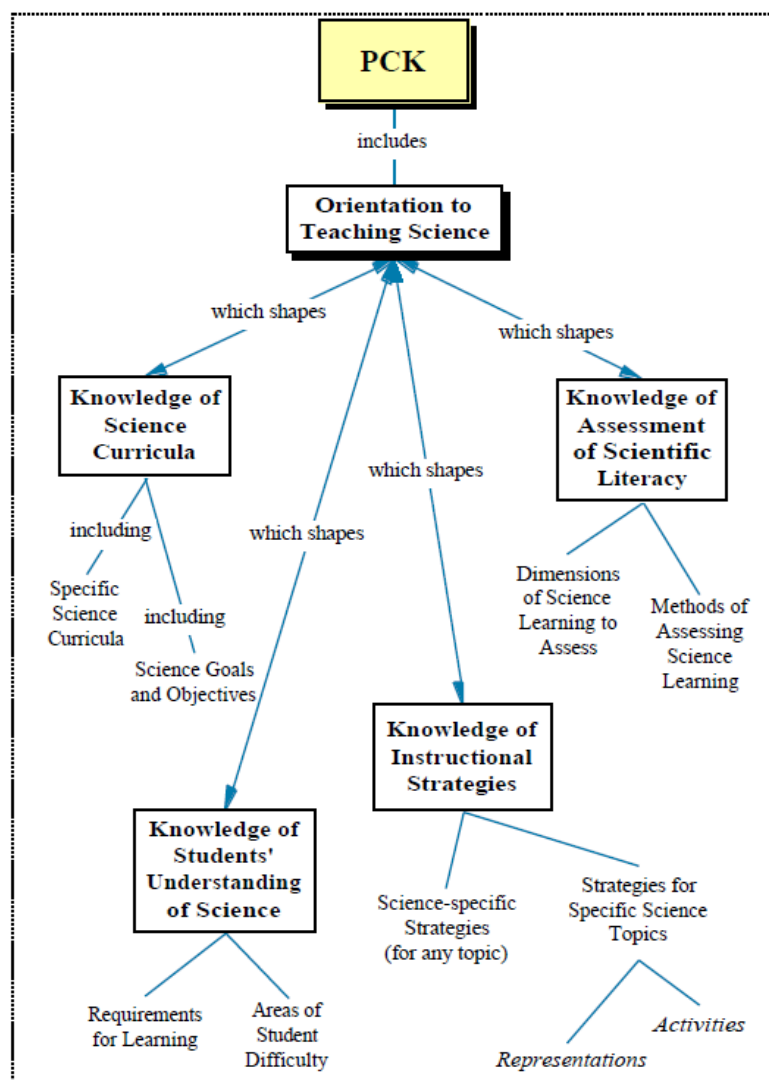 PCK
includes
Orientation to
Teaching Science
which shapes
which shapes
Knowledge of
Science
Curricula
Knowledge of
Assessment
of Scientific
Literacy
which shapes
which shapes
including
Specific
Science
Curricula
including
Science Goals
and Objectives
Dimensions
of Science
Learning to
Assess
Methods of
Assessing
Science
Learning
Knowledge of
Instructional
Strategies
Knowledge of
Students'
Understanding
of Science
Science-specific
Strategies
(for any topic)
Strategies for
Specific Science
Topics
Requirements
for Learning
Areas of
Student
Difficulty
Representations
Activities